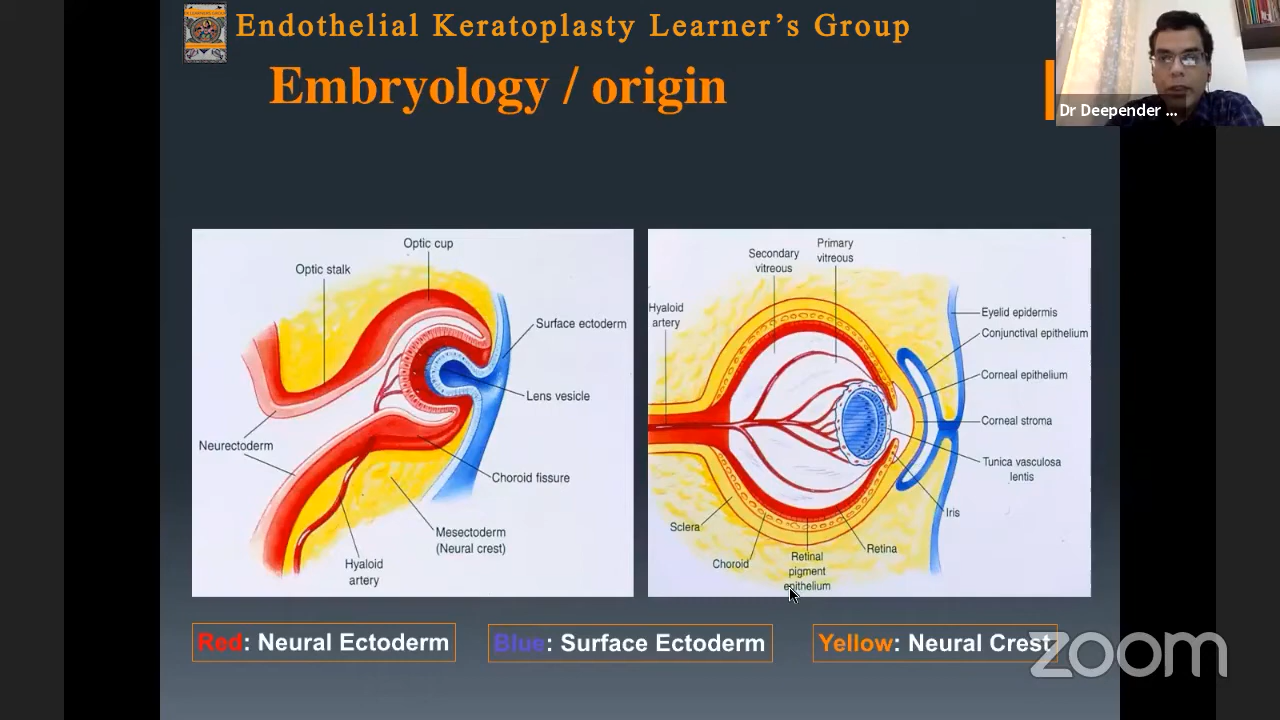 Endothelial Keratoplasty Learner's Group
Embryology / origin
Dr Deepender ...
Optic cup
Optic stalk
Surface ectoderm
Lens vesicle
Neurectoderm
Choroid fissure
Mesectoderm
(Neural crest)
Hyaloid
artery
Primary
vitreous
Secondary
vitreous
Hyaloid
artery
Eyelid epidermis
Conjunctival epithelium
Corneal epithelium
Corneal stroma
Tunica vasculosa
lentis
Iris
Sclera
Choroid
Retinal
pigment
epithelium
Retina
Red: Neural Ectoderm
Blue: Surface Ectoderm
Yellow: Neural Crest
zoom